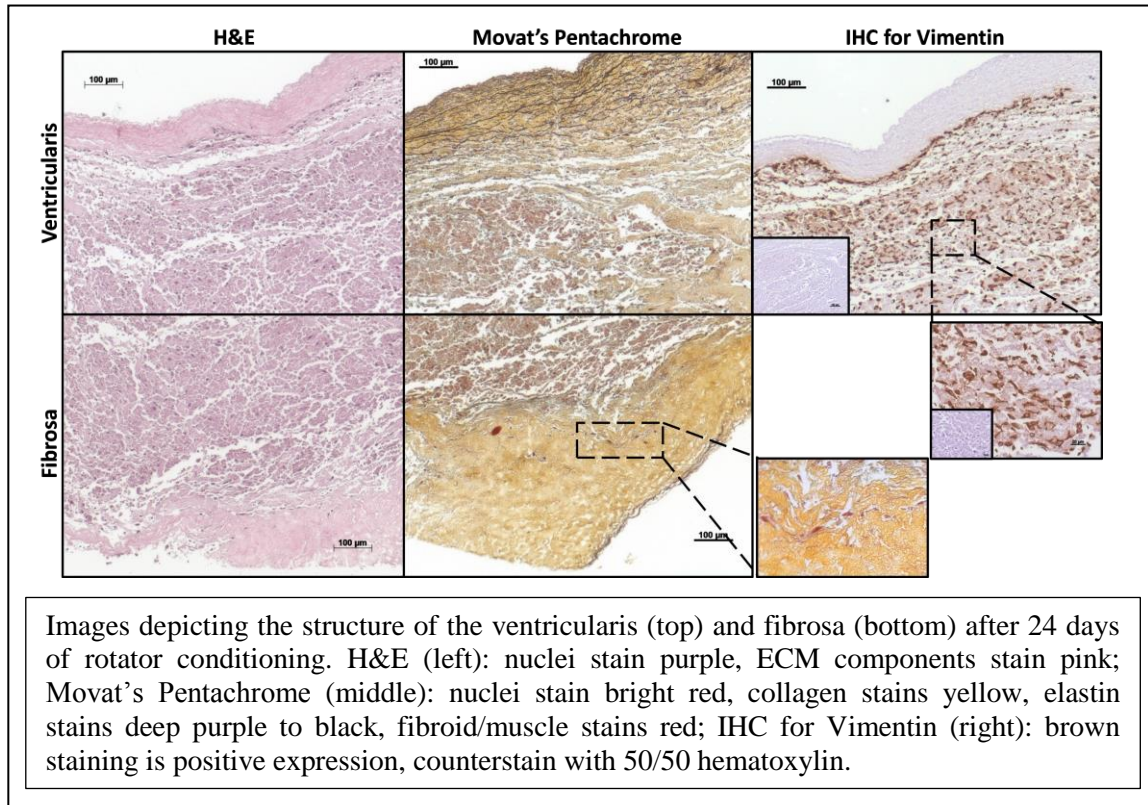 H&E
Movat's Pentachrome
IHC for Vimentin
Ventricularis
100 µm
100 µm
100 µm
Fibrosa
100 µm
100 µm
Images depicting the structure of the ventricularis (top) and fibrosa (bottom) after 24 days
of rotator conditioning. H&E (left): nuclei stain purple, ECM components stain pink;
Movat’s Pentachrome (middle): nuclei stain bright red, collagen stains yellow, elastin
stains deep purple to black, fibroid/muscle stains red; IHC for Vimentin (right): brown
staining is positive expression, counterstain with 50/50 hematoxylin.